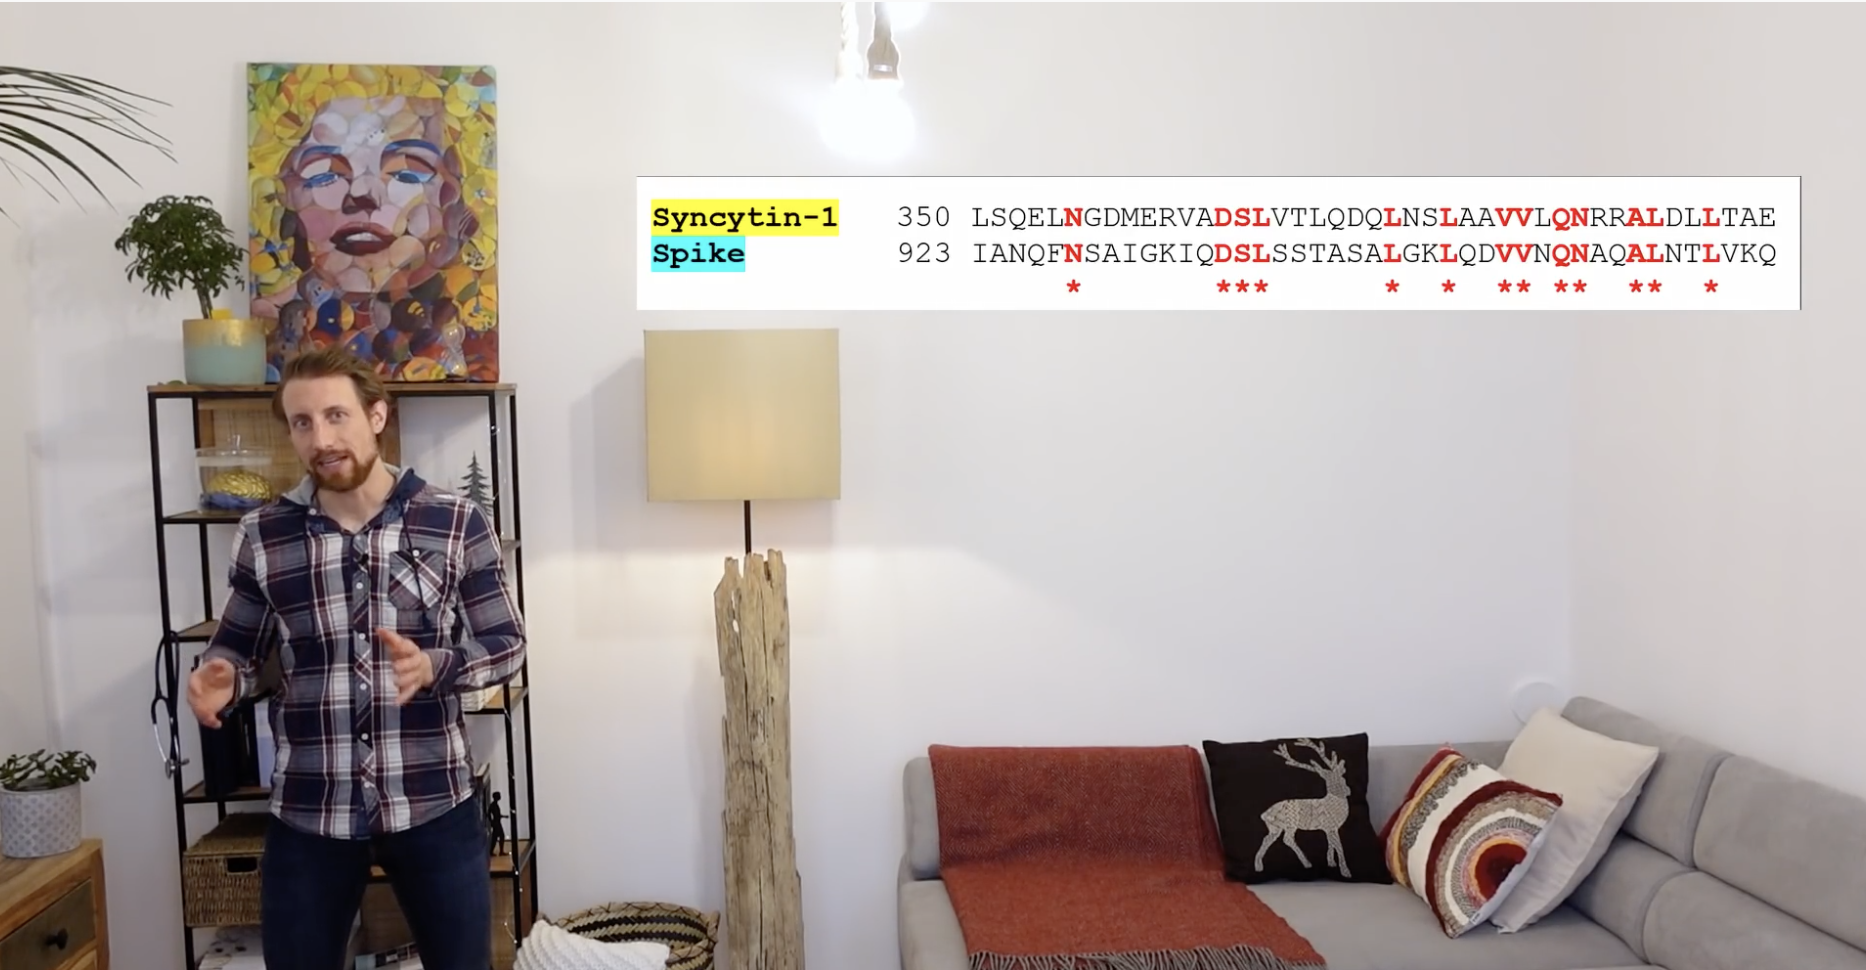 Syncytin-1 350 LSQELNGDMERVADSLVTLQDQLNSLAAVVLQNRRALDLLTAE
Spike 923 IANQFNSAIGKIQDSLSSTASALGKLQDVVNQNAQALNTLVKQ
* *** * * ** ** ** *